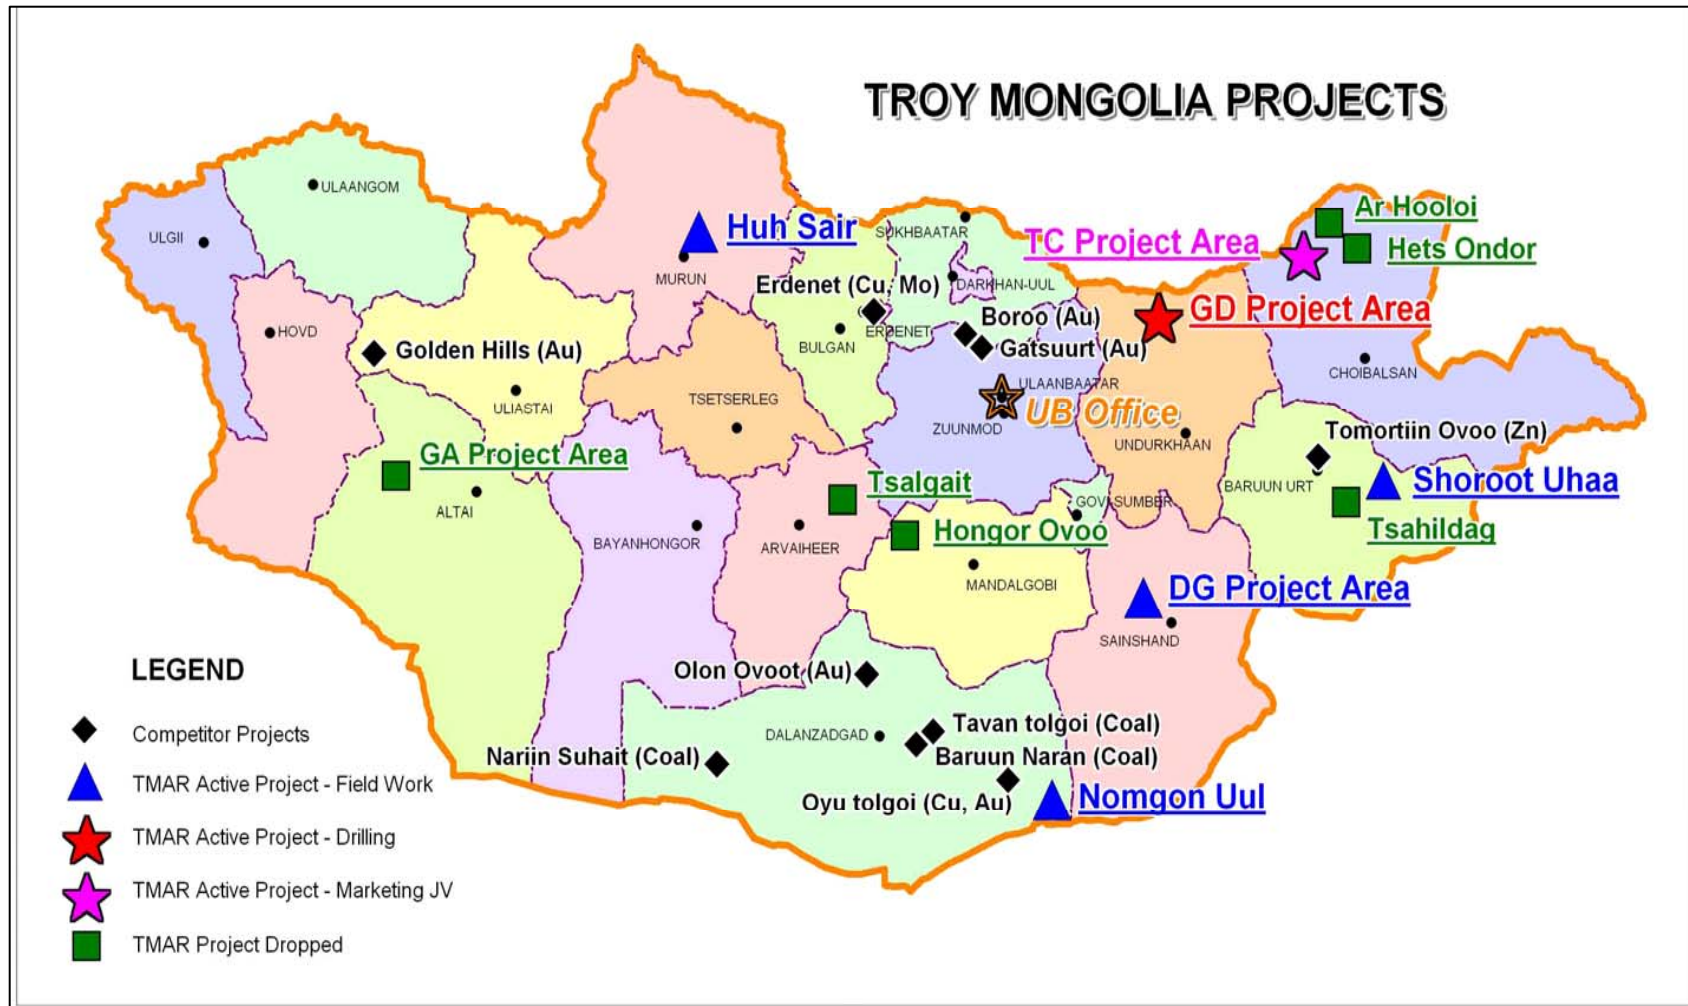 TROY MONGOLIA PROJECTS
ULAANGOM
ULGII
HOVD
Huh Sair
MURUN
SUKHBAATAR
DARKHAN-UUL
Erdenet (Cu, Mo)
ERDENET
BULGAN
Boroo (Au)
Gatsuurt (Au)
TC Project Area
Ar Hooloi
Hets Ondor
GD Project Area
CHOIBALSAN
Golden Hills (Au)
ULIASTAI
TSETSERLEG
ULAANBAATAR
UB Office
ZUUNMOD
UNDURKHAAN
Tomortiin Ovoo (Zn)
BARUUN URT
Shoroot Uhaa
Tsahildag
GA Project Area
ALTAI
BAYANHONGOR
Tsalgait
ARVAIHEER
Hongor Ovoo
GOVI-SUMBER
MANDALGOBI
DG Project Area
SAINSHAND
Olon Ovoot (Au)
DALANZADGAD
Tavan tolgoi (Coal)
Baruun Naran (Coal)
Nariin Suhait (Coal)
Oyu tolgoi (Cu, Au)
Nomgon Uul
LEGEND
Competitor Projects
TMAR Active Project - Field Work
TMAR Active Project - Drilling
TMAR Active Project - Marketing JV
TMAR Project Dropped